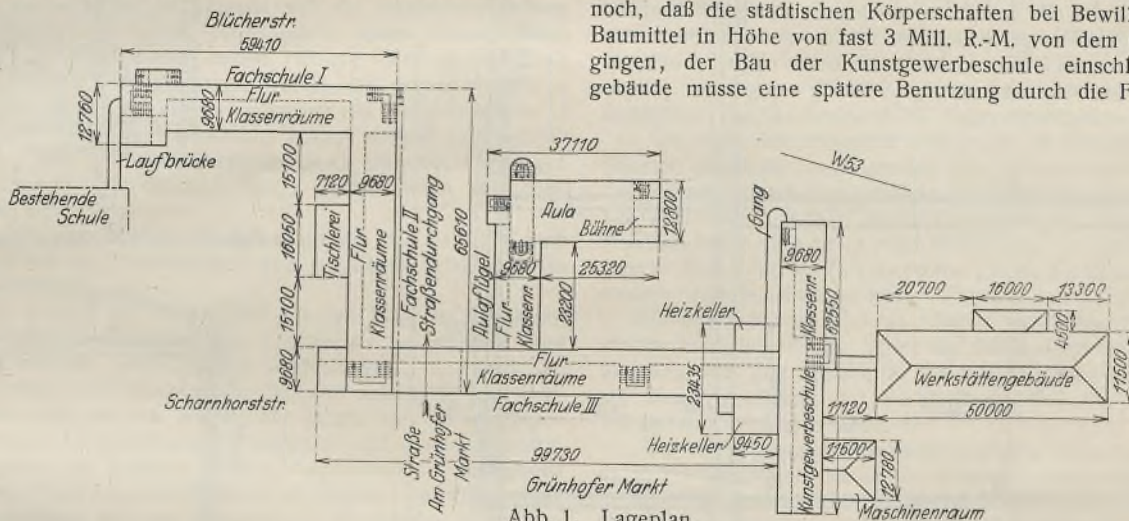 noch, daß die städtischen Körperschaften bei Bewil
Baumittel in Höhe von fast 3 Mill. R.-M. von dem
gingen, der Bau der Kunstgewerbeschule einschl
gebäude müsse eine spätere Benutzung durch die F
Blücherstr.
59410
Fachschule I
Flur
Klassenräume
12760
9680
Laufbrücke
Bestehende
Schule
15100
16050
15100
9680
7120
9680
Tischlerei
Flur
Klassenräume
Fachschule II
Straßendurchgang
65610
37110
Aula
Bühne
12800
Aulaflügel
9680
25320
Flur
Klassenr.
23200
W53
Gang
9680
Klassenr.
62550
Heizkeller
23435
Flur
Klassenräume
Fachschule III
Scharnhorststr.
Straße
Am Grünhofer
Markt
99730
Heizkeller
9450
Kunstgewerbeschule
Grünhofer Markt
20700
16000
13300
4500
Werkstättengebäude
11600
11120
50000
11600
12780
Maschinenraum
Abb. 1. Lageplan